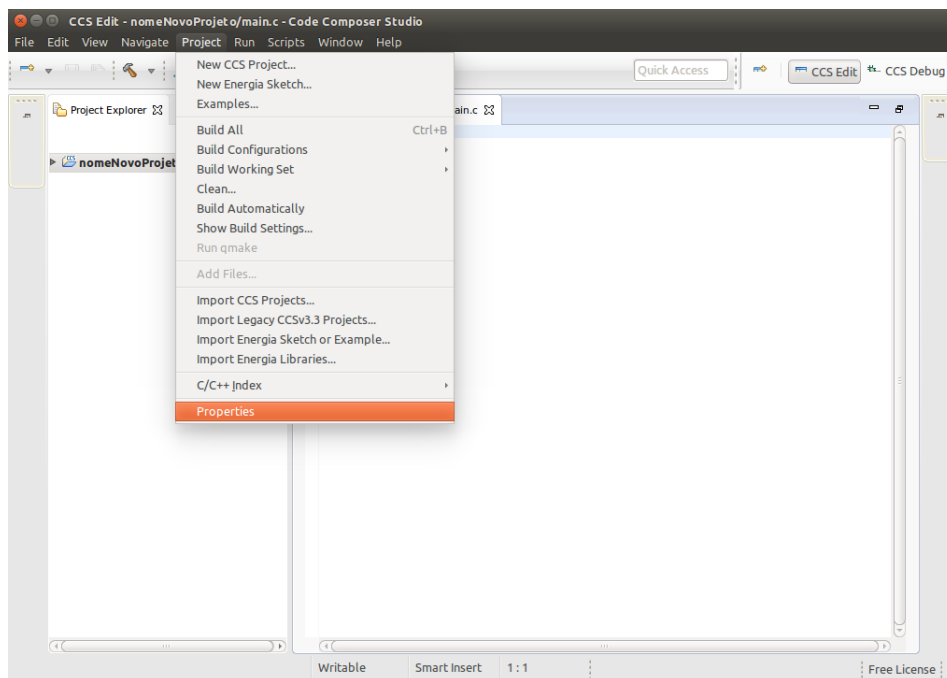 CCS Edit - nomeNovoProjeto/main.c - Code Composer Studio
File Edit View Navigate Project Run Scripts Window Help
Quick Access
CCS Edit
CCS Debug
Project Explorer
ain.c
nomeNovoProjet
New CCS Project...
New Energia Sketch...
Examples...
Build All Ctrl+B
Build Configurations
Build Working Set
Clean...
Build Automatically
Show Build Settings...
Run qmake
Add Files...
Import CCS Projects...
Import Legacy CCSv3.3 Projects...
Import Energia Sketch or Example...
Import Energia Libraries...
C/C++ Index
Properties
Writable Smart Insert 1 : 1 Free License